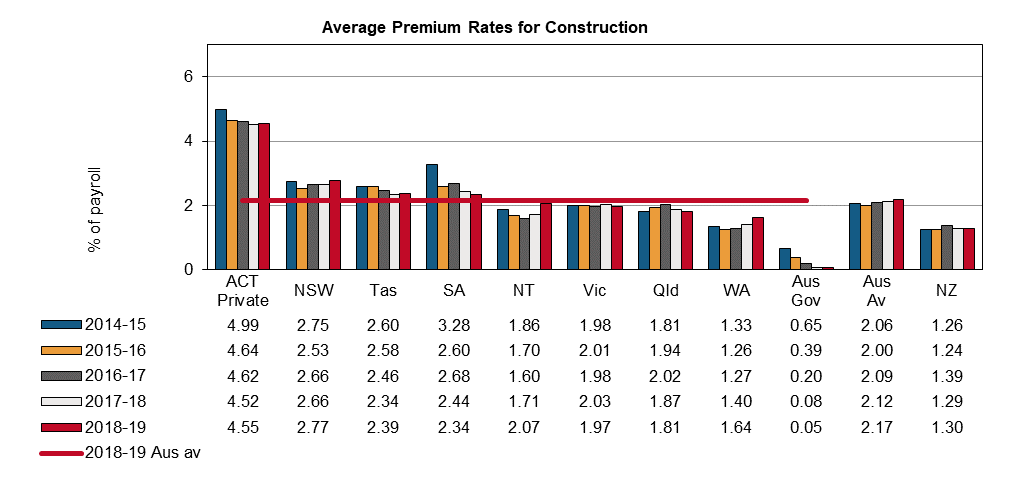 Average Premium Rates for Construction
% of payroll
6
4
2
0
ACT Private NSW Tas SA NT Vic Qld WA Aus Gov Aus Av NZ
2014-15 4.99 2.75 2.60 3.28 1.86 1.98 1.81 1.33 0.65 2.06 1.26
2015-16 4.64 2.53 2.58 2.60 1.70 2.01 1.94 1.26 0.39 2.00 1.24
2016-17 4.62 2.66 2.46 2.68 1.60 1.98 2.02 1.27 0.20 2.09 1.39
2017-18 4.52 2.66 2.34 2.44 1.71 2.03 1.87 1.40 0.08 2.12 1.29
2018-19 4.55 2.77 2.39 2.34 2.07 1.97 1.81 1.64 0.05 2.17 1.30
2018-19 Aus av